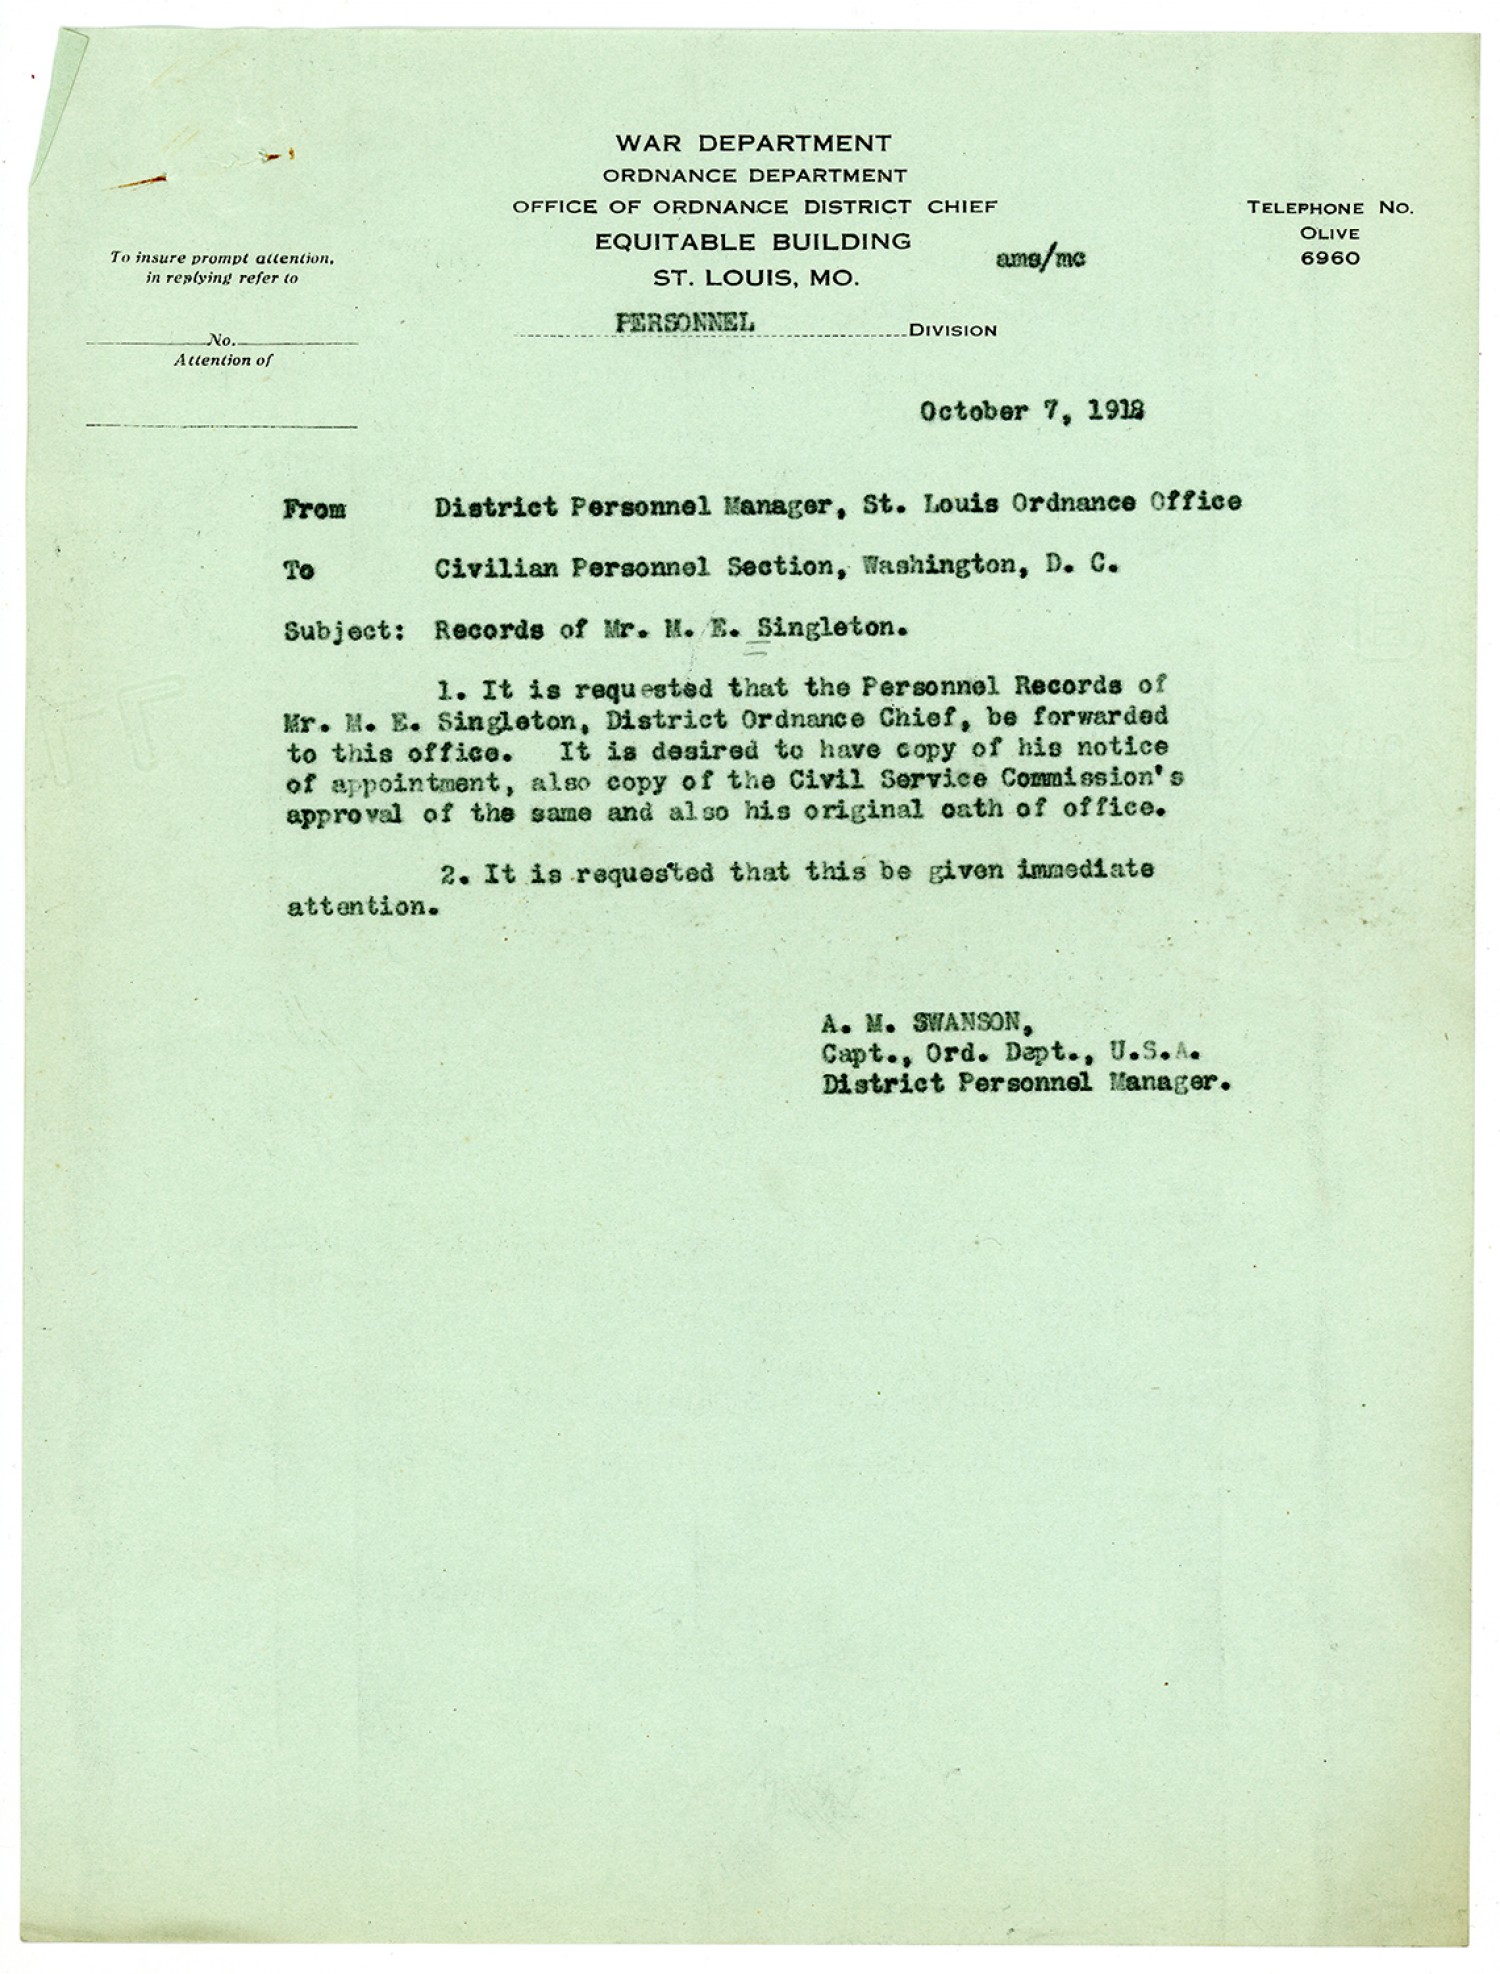 WAR DEPARTMENT
ORDNANCE DEPARTMENT
OFFICE OF ORDNANCE DISTRICT CHIEF
EQUITABLE BUILDING
ST. LOUIS, MO.
ams/mc
TELEPHONE NO.
OLIVE
6960
To insure prompt attention,
in replying refer to
No.
Attention of
PERSONNEL DIVISION
October 7, 1918
From District Personnel Manager, St. Louis Ordnance Office
To Civilian Personnel Section, Washington, D. C.
Subject: Records of Mr. M. E. Singleton.
1. It is requested that the Personnel Records of
Mr. M. E. Singleton, District Ordnance Chief, be forwarded
to this office. It is desired to have copy of his notice
of appointment, also copy of the Civil Service Commission's
approval of the same and also his original oath of office.
2. It is requested that this be given immediate
attention.
A. M. SWANSON,
Capt., Ord. Dept., U.S.A.
District Personnel Manager.